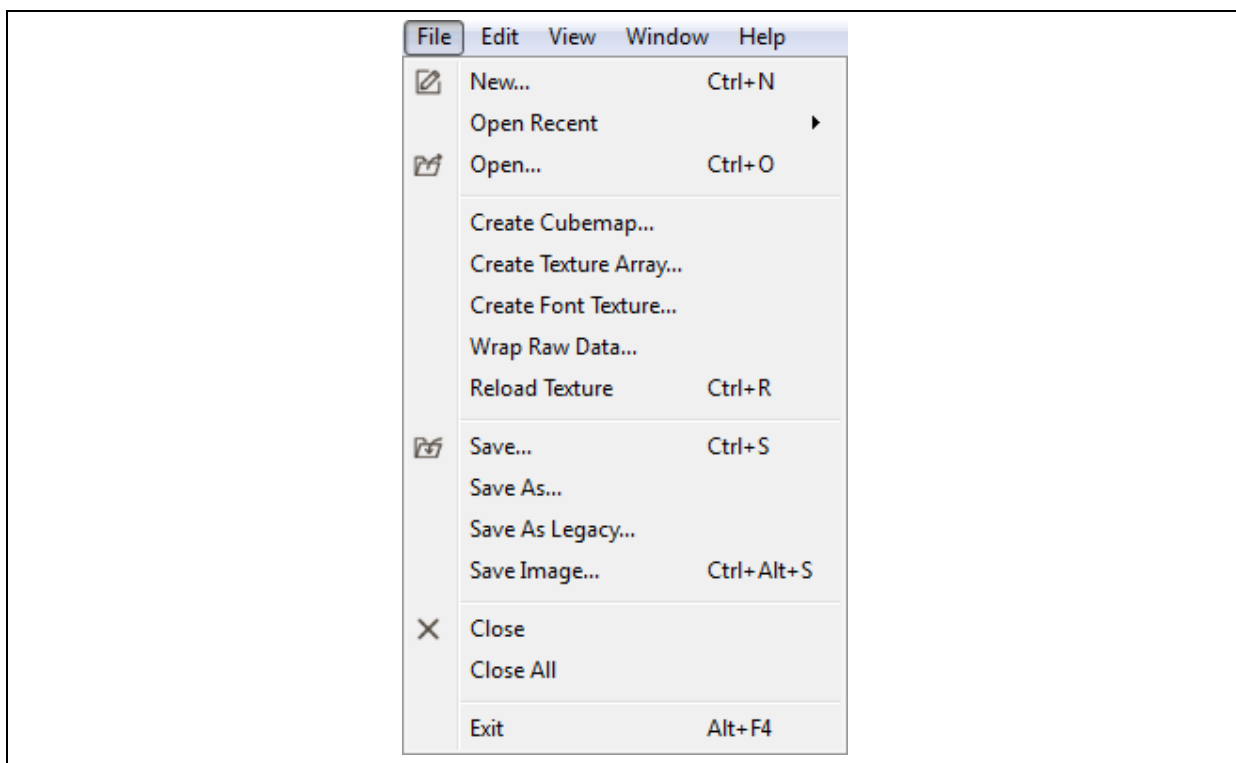 File Edit View Window Help
New... Ctrl+N
Open Recent
Open... Ctrl+O
Create Cubemap...
Create Texture Array...
Create Font Texture...
Wrap Raw Data...
Reload Texture Ctrl+R
Save... Ctrl+S
Save As...
Save As Legacy...
Save Image... Ctrl+Alt+S
Close
Close All
Exit Alt+F4